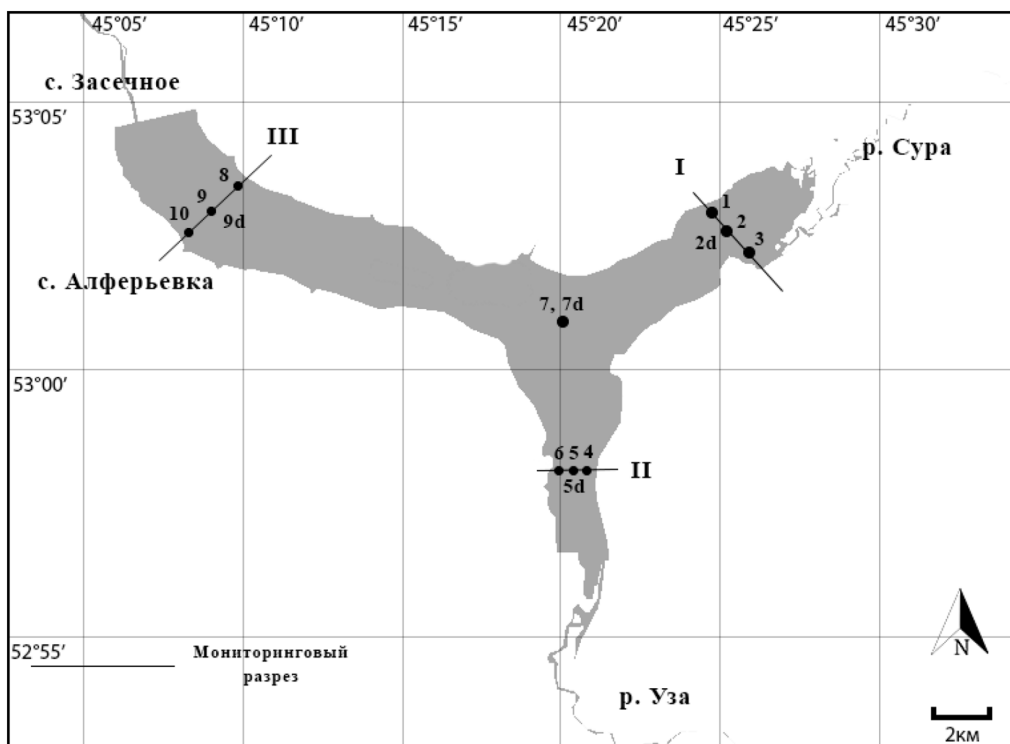 45°05′ 45°10′ 45°20′ 45°25′ 45°30′
с. Засечное
53°05′
III
р. Сура
I
8
1
9
2
10
9d
2d
3
с. Алферьевка
7, 7d
53°00′
6 5 4
II
5d
52°55′
Мониторинговый
разрез
N
р. Уза
2км